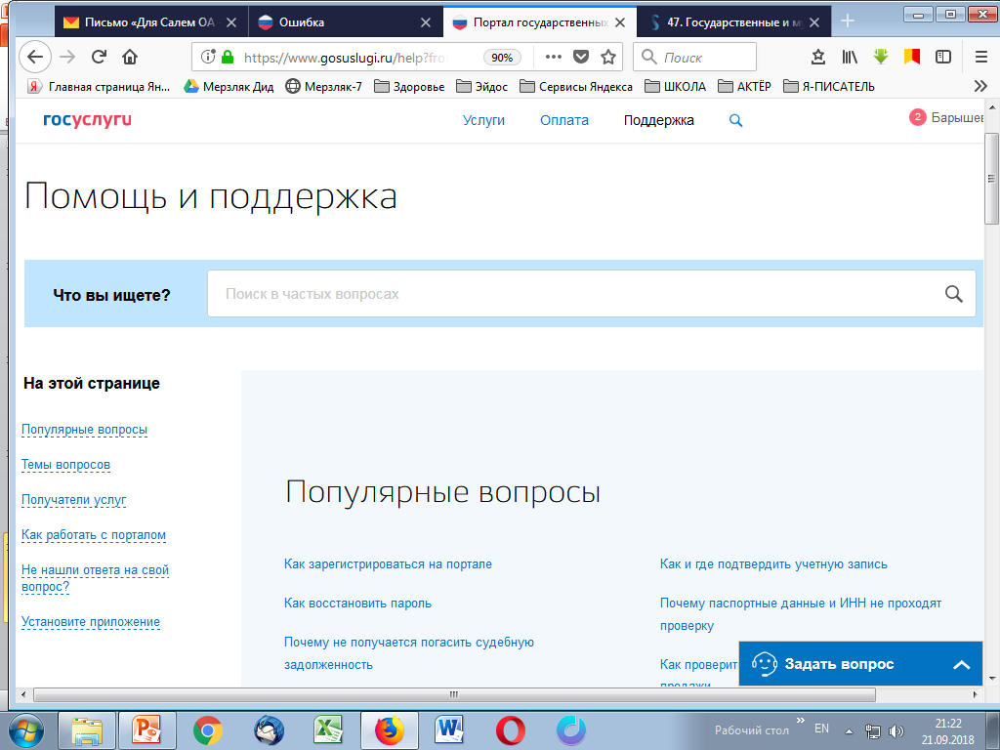 Письмо «Для Салем ОА
Ошибка
Портал государственных
47. Государственные и м
https://www.gosuslugi.ru/help?fro
90%
Поиск
Главная страница Ян...
Мерзляк Дид
Мерзляк-7
Здоровье
Эйдос
Сервисы Яндекса
ШКОЛА
АКТЁР
Я-ПИСАТЕЛЬ
госуслуги
Услуги
Оплата
Поддержка
2
Барышев
Помощь и поддержка
Что вы ищете?
Поиск в частых вопросах
На этой странице
Популярные вопросы
Темы вопросов
Получатели услуг
Как работать с порталом
Не нашли ответа на свой
вопрос?
Установите приложение
Популярные вопросы
Как зарегистрироваться на портале
Как восстановить пароль
Почему не получается погасить судебную
задолженность
Как и где подтвердить учетную запись
Почему паспортные данные и ИНН не проходят
проверку
Как проверит
продажи
Задать вопрос
Рабочий стол
EN
21:22
21.09.2018